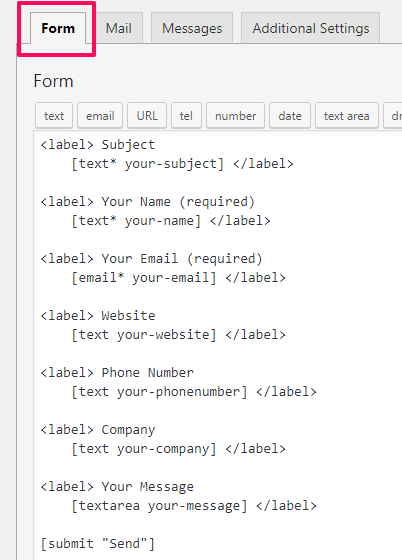 Form Mail Messages Additional Settings
Form
text email URL tel number date text area
<label> Subject
[text* your-subject] </label>
<label> Your Name (required)
[text* your-name] </label>
<label> Your Email (required)
[email* your-email] </label>
<label> Website
[text your-website] </label>
<label> Phone Number
[text your-phonenumber] </label>
<label> Company
[text your-company] </label>
<label> Your Message
[textarea your-message] </label>
[submit "Send"]